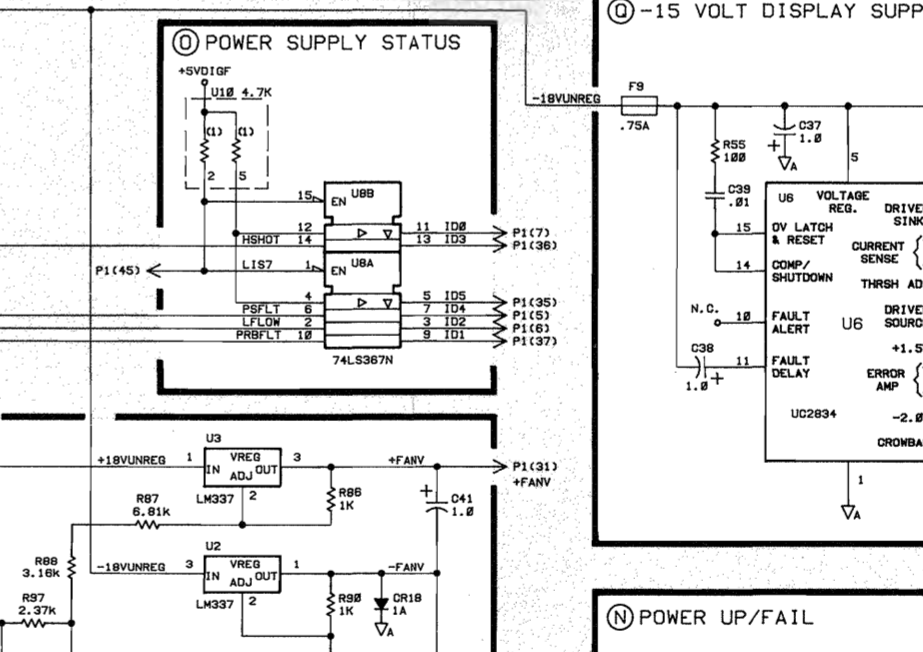 O POWER SUPPLY STATUS
+5VDIGF
U10 4.7K
(1) (1)
2 5
15 EN U8B
12 11 ID0 P1(7)
HSHOT 14 13 ID3 P1(36)
P1(45) LIS7 1 EN U8A
4 5 ID5 P1(35)
PSFLT 6 7 ID4 P1(5)
LFLOW 2 3 ID2 P1(6)
PRBFLT 10 9 ID1 P1(37)
74LS367N
Q -15 VOLT DISPLAY SUPP
-18VUNREG
F9
.75A
R55
100
C37
1.0
+
A
C39
.01
5
U6 VOLTAGE
REG.
DRIVE
SINK
15 OV LATCH
& RESET
CURRENT
SENSE
14 COMP/
SHUTDOWN
THRSH AD
N.C. 10 FAULT
ALERT
U6
DRIVE
SOURC
+1.5
C38
1.0 +
11 FAULT
DELAY
ERROR
AMP
UC2834
-2.0
CROWBA
1
A
+18VUNREG 1 IN
U3
VREG
ADJ OUT
3
+FANV
P1(31)
+FANV
LM337
2
R86
1K
+
C41
1.0
R87
6.81k
R88
3.16k
R97
2.37k
-18VUNREG 3 IN
U2
VREG
ADJ OUT
1
-FANV
LM337
2
R90
1K
CR18
1A
A
N POWER UP/FAIL